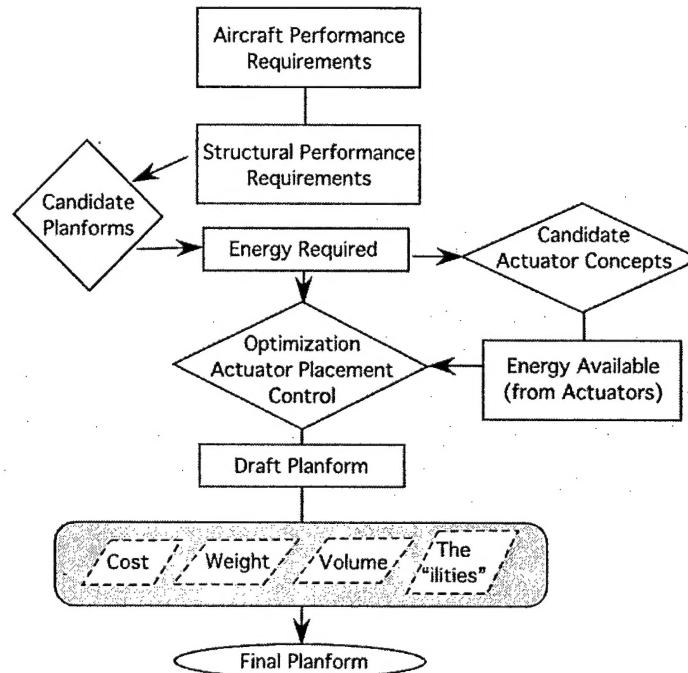 Aircraft Performance
Requirements
Structural Performance
Requirements
Candidate
Planforms
Energy Required
Candidate
Actuator Concepts
Optimization
Actuator Placement
Control
Energy Available
(from Actuators)
Draft Planform
Cost
Weight
Volume
The
"ilities"
Final Planform